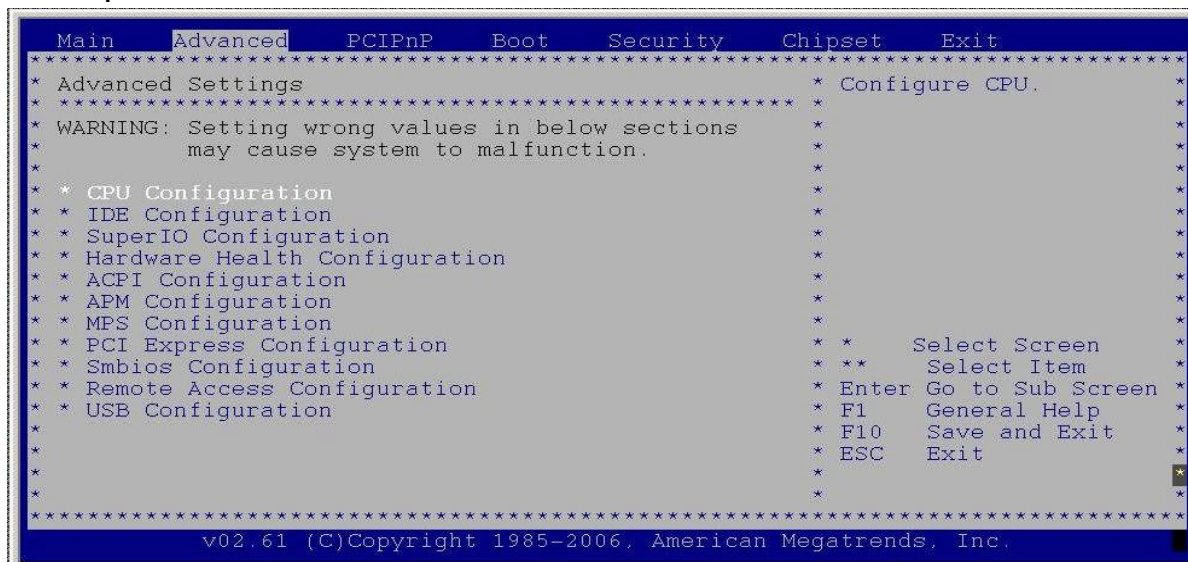 Main Advanced PCIPnP Boot Security Chipset Exit
Advanced Settings
WARNING: Setting wrong values in below sections
may cause system to malfunction.
* CPU Configuration
* IDE Configuration
* SuperIO Configuration
* Hardware Health Configuration
* ACPI Configuration
* APM Configuration
* MPS Configuration
* PCI Express Configuration
* Smbios Configuration
* Remote Access Configuration
* USB Configuration
Configure CPU.
* Select Screen
** Select Item
Enter Go to Sub Screen
F1 General Help
F10 Save and Exit
ESC Exit
v02.61 (C)Copyright 1985-2006, American Megatrends, Inc.